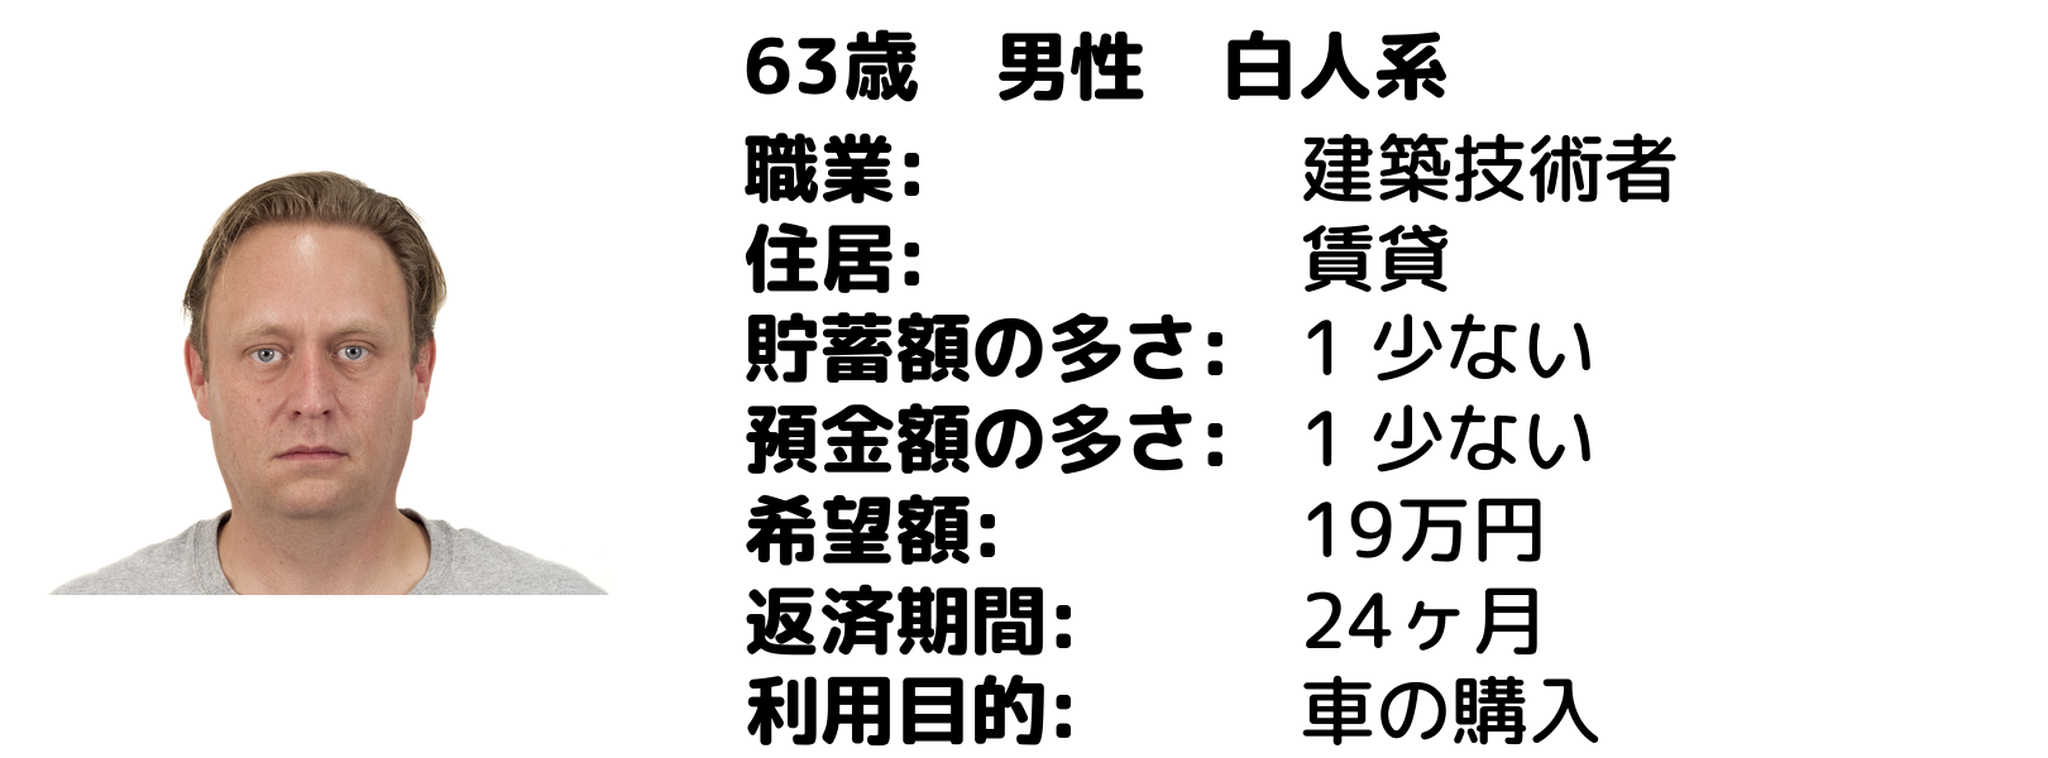 63歳　男性　白人系
職業: 建築技術者
住居: 賃貸
貯蓄額の多さ: 1 少ない
預金額の多さ: 1 少ない
希望額: 19万円
返済期間: 24ヶ月
利用目的: 車の購入